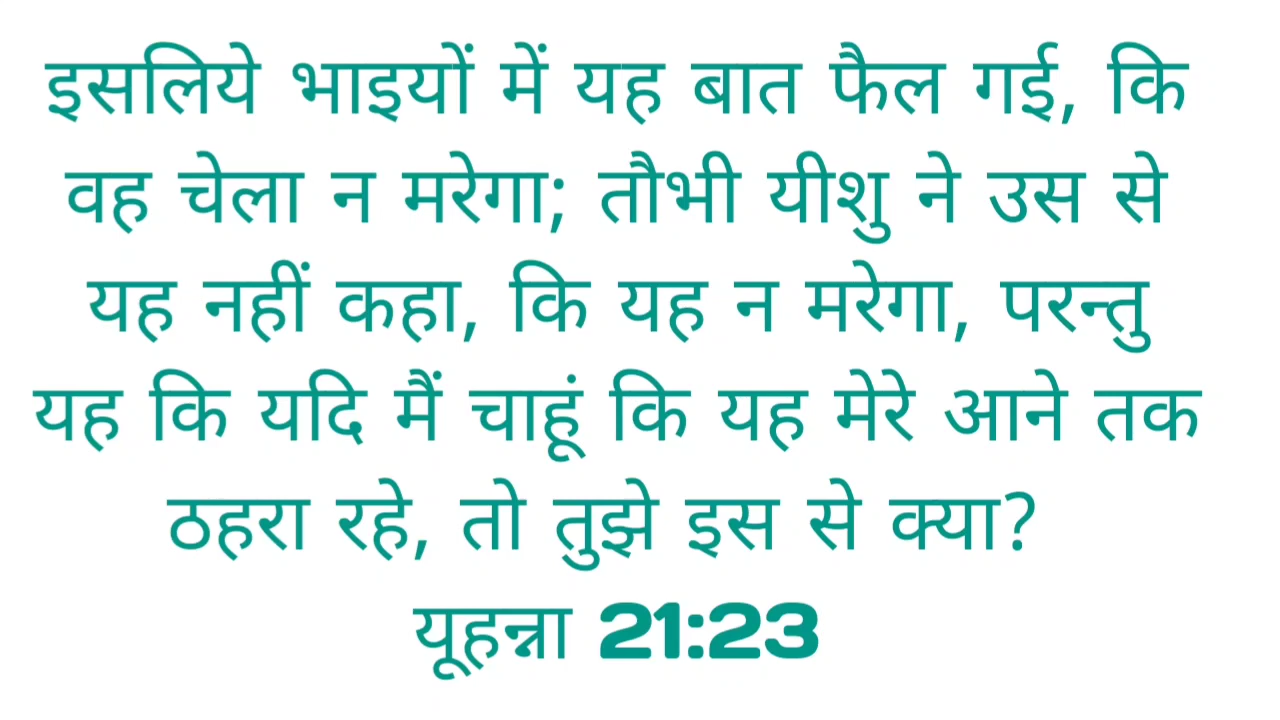 इसलिये भाइयों में यह बात फैल गई, कि
वह चेला न मरेगा; तौभी यीशु ने उस से
यह नहीं कहा, कि यह न मरेगा, परन्तु
यह कि यदि मैं चाहूं कि यह मेरे आने तक
ठहरा रहे, तो तुझे इस से क्या?
यूहन्ना 21:23